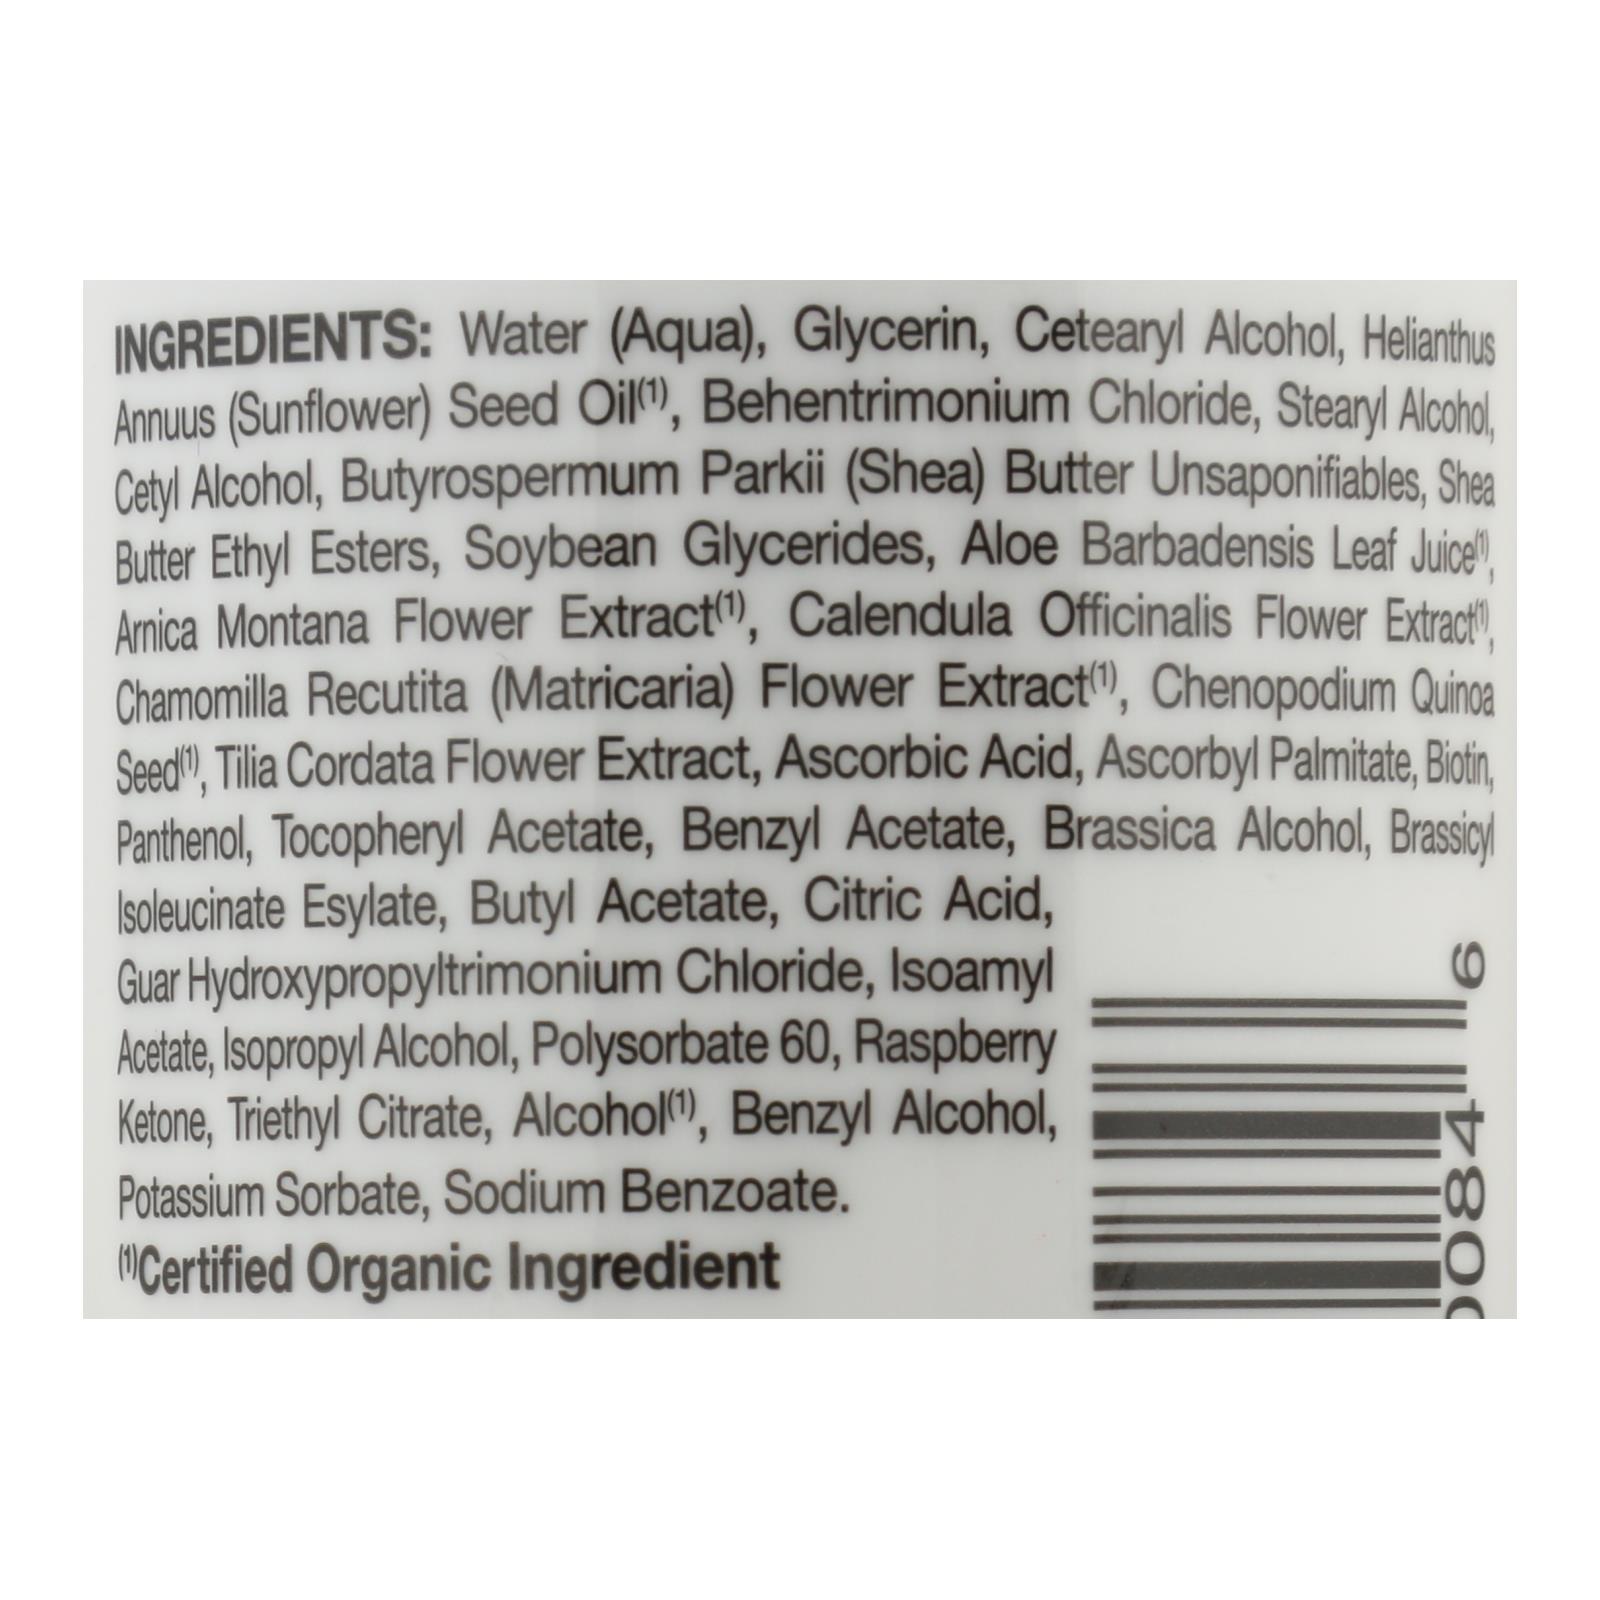 INGREDIENTS: Water (Aqua), Glycerin, Cetearyl Alcohol, Helianthus
Annuus (Sunflower) Seed Oil(1), Behentrimonium Chloride, Stearyl Alcohol,
Cetyl Alcohol, Butyrospermum Parkii (Shea) Butter Unsaponifiables, Shea
Butter Ethyl Esters, Soybean Glycerides, Aloe Barbadensis Leaf Juice(1),
Arnica Montana Flower Extract(1), Calendula Officinalis Flower Extract(1),
Chamomilla Recutita (Matricaria) Flower Extract(1), Chenopodium Quinoa
Seed(1), Tilia Cordata Flower Extract, Ascorbic Acid, Ascorbyl Palmitate, Biotin,
Panthenol, Tocopheryl Acetate, Benzyl Acetate, Brassica Alcohol, Brassicyl
Isoleucinate Esylate, Butyl Acetate, Citric Acid,
Guar Hydroxypropyltrimonium Chloride, Isoamyl
Acetate, Isopropyl Alcohol, Polysorbate 60, Raspberry
Ketone, Triethyl Citrate, Alcohol(1), Benzyl Alcohol,
Potassium Sorbate, Sodium Benzoate.
(1)Certified Organic Ingredient
0084 6